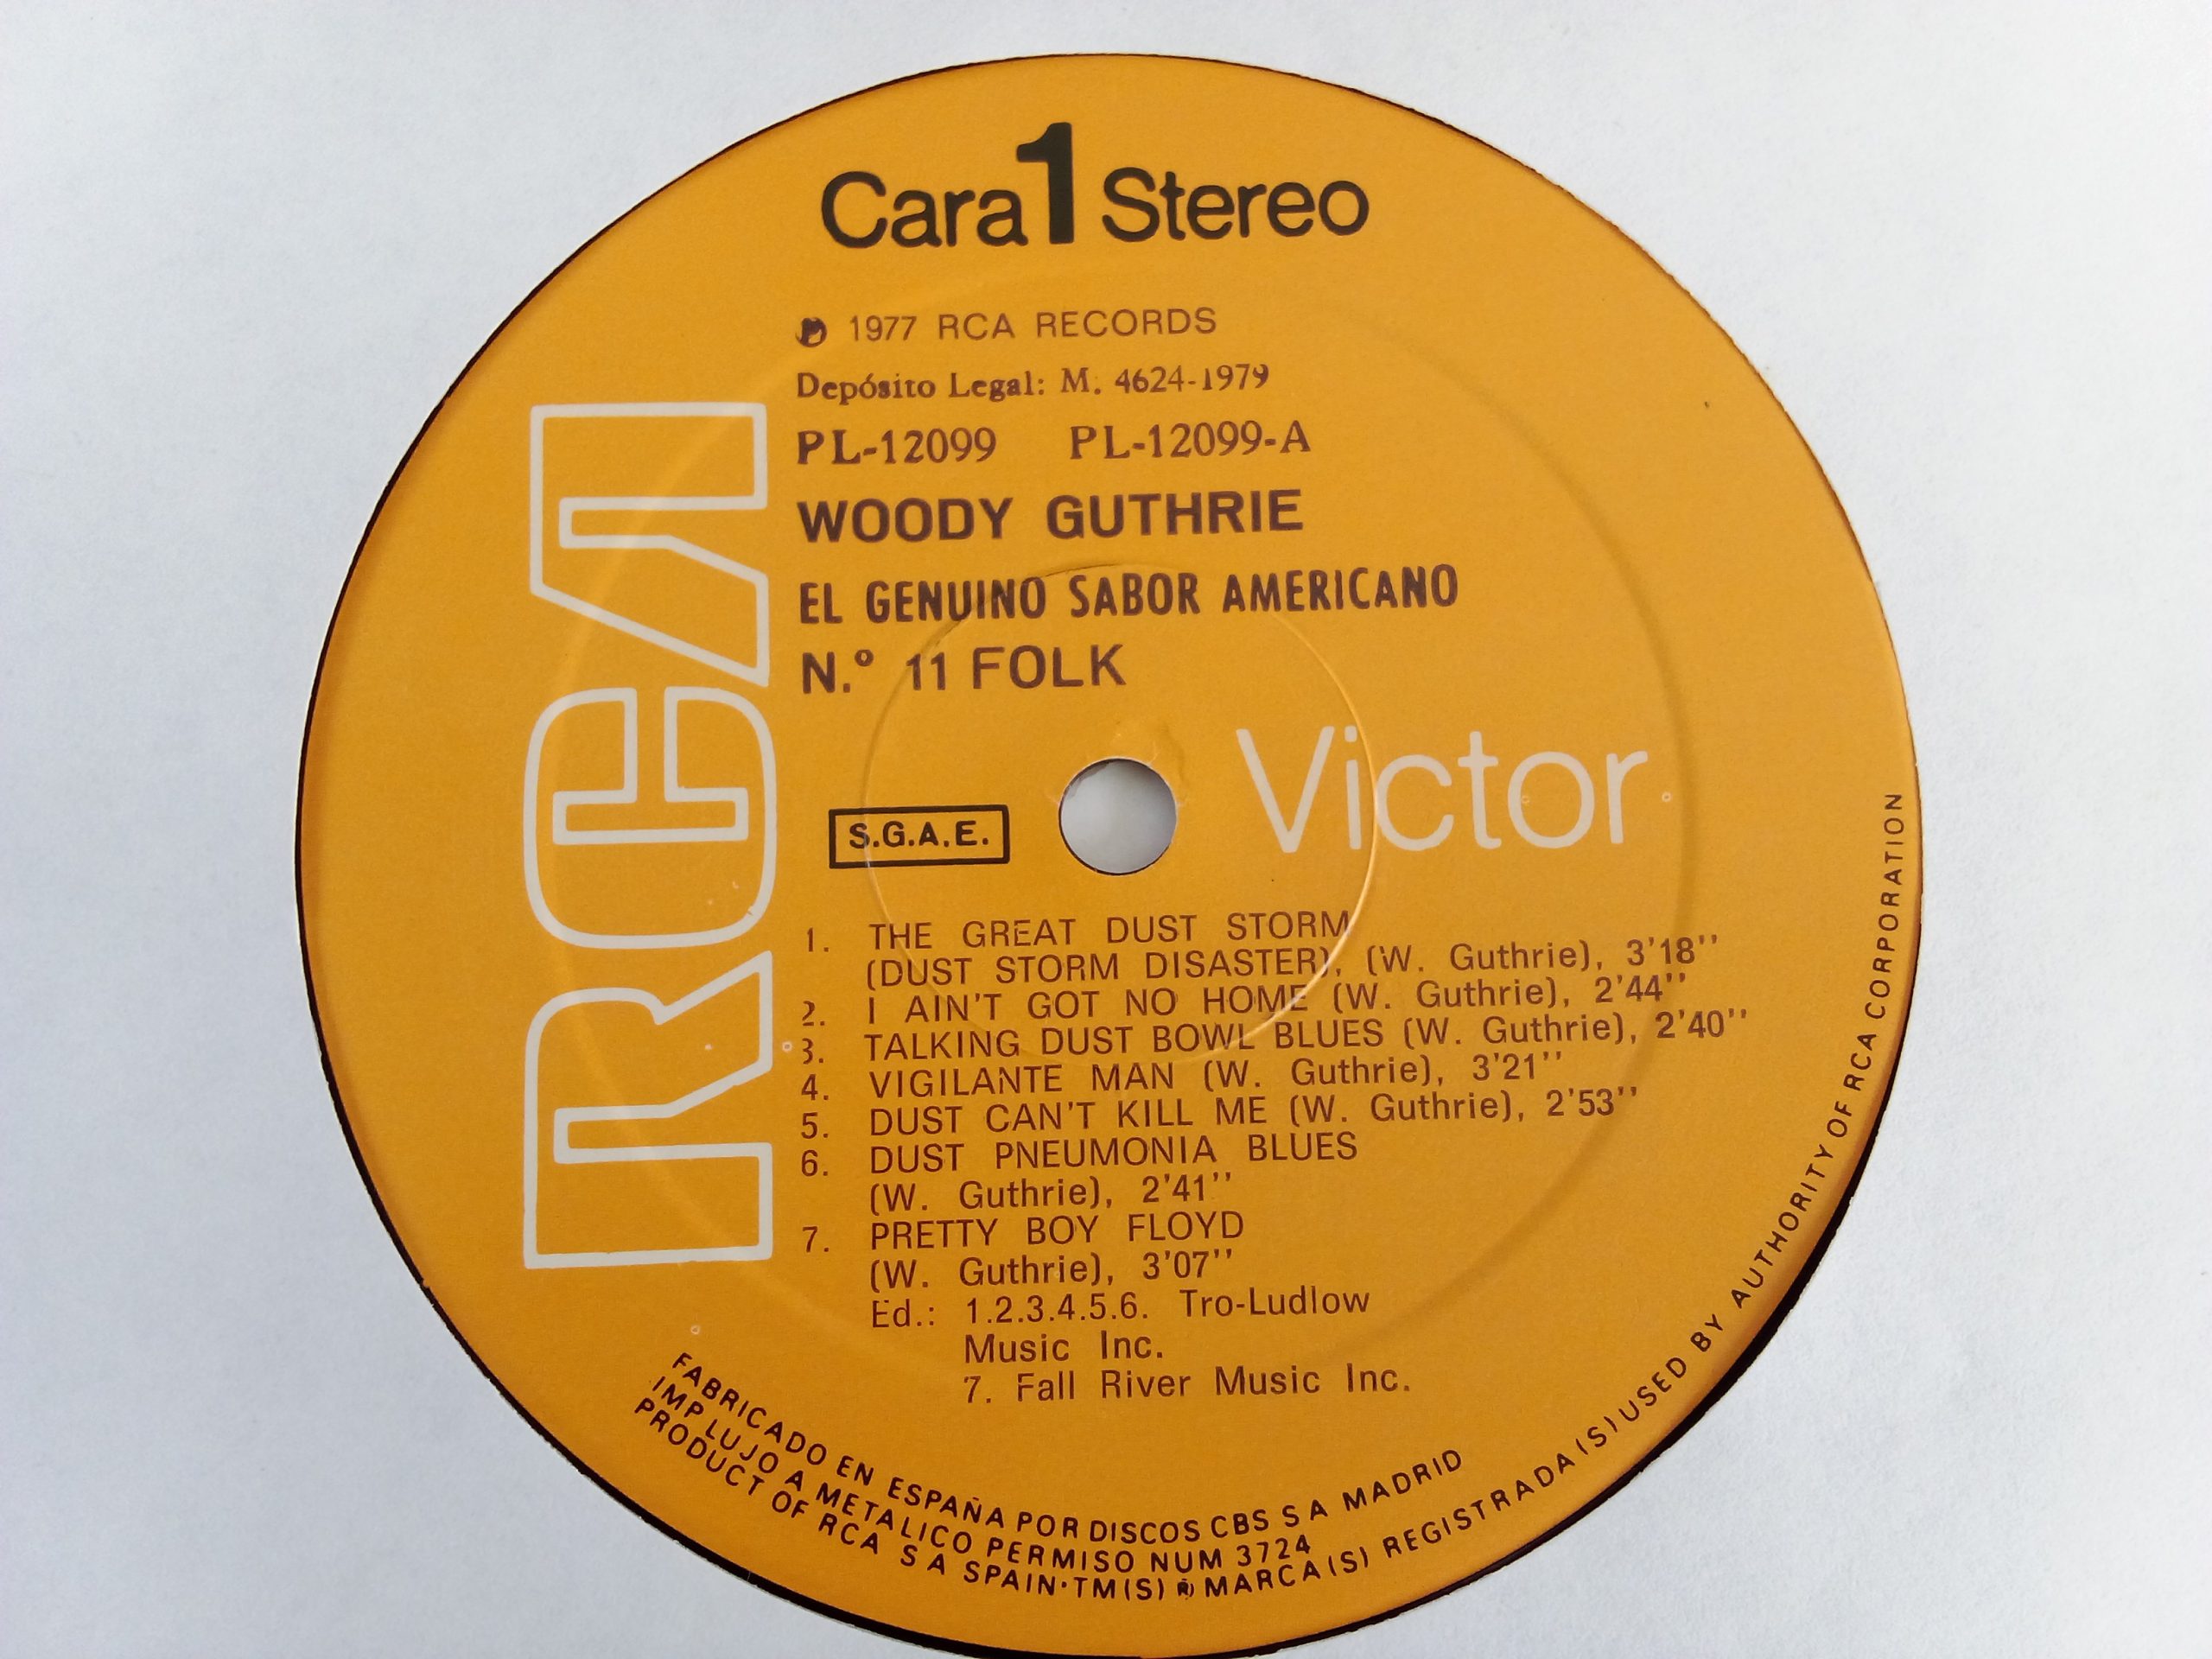 Cara 1 Stereo
℗ 1977 RCA RECORDS
Depósito Legal: M. 4624-1979
PL-12099 PL-12099-A
WOODY GUTHRIE
EL GENUINO SABOR AMERICANO
N.º 11 FOLK
RCA
Victor
S.G.A.E.
1. THE GREAT DUST STORM
(DUST STORM DISASTER), (W. Guthrie), 3'18''
2. I AIN'T GOT NO HOME (W. Guthrie), 2'44''
3. TALKING DUST BOWL BLUES (W. Guthrie), 2'40''
4. VIGILANTE MAN (W. Guthrie), 3'21''
5. DUST CAN'T KILL ME (W. Guthrie), 2'53''
6. DUST PNEUMONIA BLUES
(W. Guthrie), 2'41''
7. PRETTY BOY FLOYD
(W. Guthrie), 3'07''
Ed.: 1.2.3.4.5.6. Tro-Ludlow
Music Inc.
7. Fall River Music Inc.
FABRICADO EN ESPAÑA POR DISCOS CBS S A MADRID
IMP LUJO A METALICO PERMISO NUM 3724
PRODUCT OF RCA S A SPAIN·TM(S) ® MARCA(S) REGISTRADA(S) USED BY AUTHORITY OF RCA CORPORATION